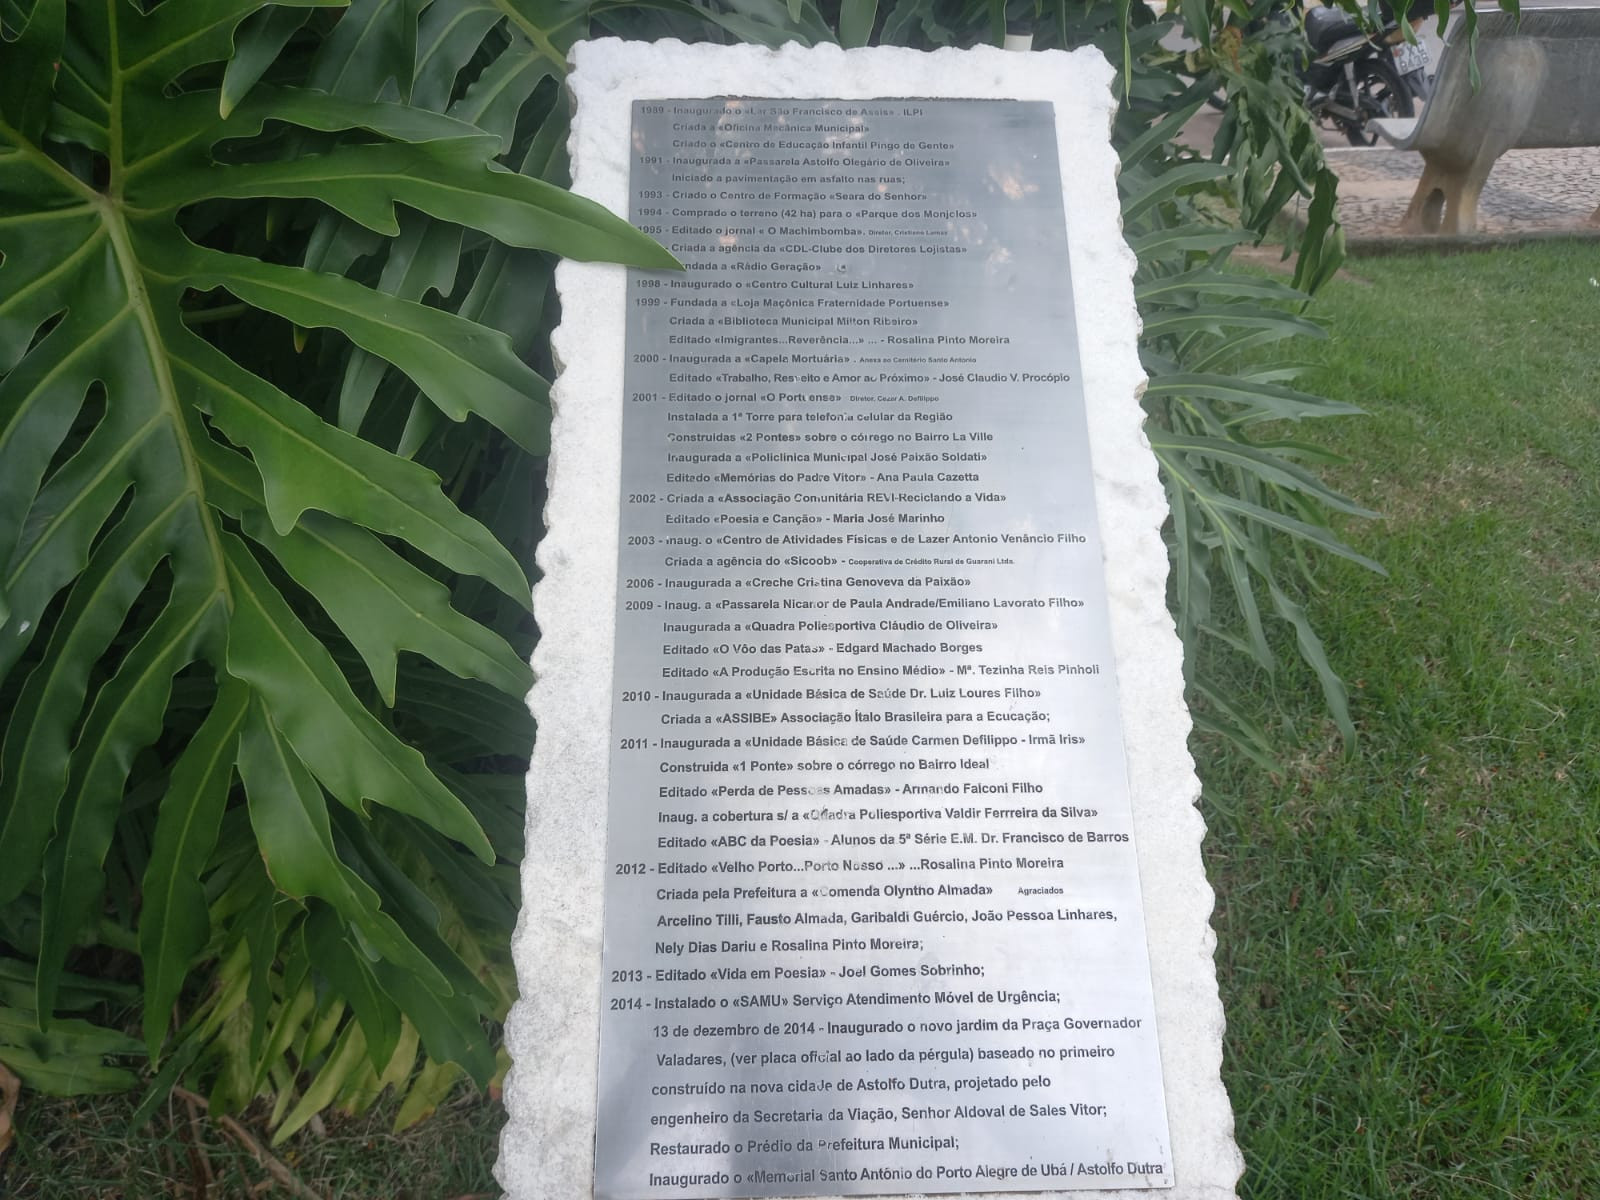 1989 - Inaugurado o «Lar São Francisco de Assis» . ILPI
Criada a «Oficina Mecânica Municipal»
Criado o «Centro de Educação Infantil Pingo de Gente»
1991 - Inaugurada a «Passarela Astolfo Olegário de Oliveira»
Iniciado a pavimentação em asfalto nas ruas;
1993 - Criado o Centro de Formação «Seara do Senhor»
1994 - Comprado o terreno (42 ha) para o «Parque dos Monjolos»
1995 - Editado o jornal « O Machimbomba». Diretor, Cristiano Lamas
Criada a agência da «CDL-Clube dos Diretores Lojistas»
ndada a «Rádio Geração»
1998 - Inaugurado o «Centro Cultural Luiz Linhares»
1999 - Fundada a «Loja Maçônica Fraternidade Portuense»
Criada a «Biblioteca Municipal Milton Ribeiro»
Editado «Imigrantes...Reverência...» ... - Rosalina Pinto Moreira
2000 - Inaugurada a «Capela Mortuária» . Anexa ao Cemitério Santo Antonio
Editado «Trabalho, Respeito e Amor ao Próximo» - José Claudio V. Procópio
2001 - Editado o jornal «O Portuense» Diretor, Cezar A. Defilippo
Instalada a 1ª Torre para telefonia celular da Região
Construidas «2 Pontes» sobre o córrego no Bairro La Ville
Inaugurada a «Policlínica Municipal José Paixão Soldati»
Editado «Memórias do Padre Vitor» - Ana Paula Cazetta
2002 - Criada a «Associação Comunitária REVI-Reciclando a Vida»
Editado «Poesia e Canção» - Maria José Marinho
2003 - Inaug. o «Centro de Atividades Físicas e de Lazer Antonio Venâncio Filho
Criada a agência do «Sicoob» - Cooperativa de Crédito Rural de Guarani Ltda.
2006 - Inaugurada a «Creche Cristina Genoveva da Paixão»
2009 - Inaug. a «Passarela Nicanor de Paula Andrade/Emiliano Lavorato Filho»
Inaugurada a «Quadra Poliesportiva Cláudio de Oliveira»
Editado «O Vôo das Patas» - Edgard Machado Borges
Editado «A Produção Escrita no Ensino Médio» - Mª. Tezinha Reis Pinholi
2010 - Inaugurada a «Unidade Básica de Saúde Dr. Luiz Loures Filho»
Criada a «ASSIBE» Associação Ítalo Brasileira para a Ecucação;
2011 - Inaugurada a «Unidade Básica de Saúde Carmen Defilippo - Irmã Iris»
Construida «1 Ponte» sobre o córrego no Bairro Ideal
Editado «Perda de Pessoas Amadas» - Armando Falconi Filho
Inaug. a cobertura s/ a «Quadra Poliesportiva Valdir Ferrreira da Silva»
Editado «ABC da Poesia» - Alunos da 5ª Série E.M. Dr. Francisco de Barros
2012 - Editado «Velho Porto...Porto Nosso ...» ...Rosalina Pinto Moreira
Criada pela Prefeitura a «Comenda Olyntho Almada» Agraciados
Arcelino Tilli, Fausto Almada, Garibaldi Guércio, João Pessoa Linhares,
Nely Dias Dariu e Rosalina Pinto Moreira;
2013 - Editado «Vida em Poesia» - Joel Gomes Sobrinho;
2014 - Instalado o «SAMU» Serviço Atendimento Móvel de Urgência;
13 de dezembro de 2014 - Inaugurado o novo jardim da Praça Governador
Valadares, (ver placa oficial ao lado da pérgula) baseado no primeiro
construído na nova cidade de Astolfo Dutra, projetado pelo
engenheiro da Secretaria da Viação, Senhor Aldoval de Sales Vitor;
Restaurado o Prédio da Prefeitura Municipal;
Inaugurado o «Memorial Santo Antônio do Porto Alegre de Ubá / Astolfo Dutra